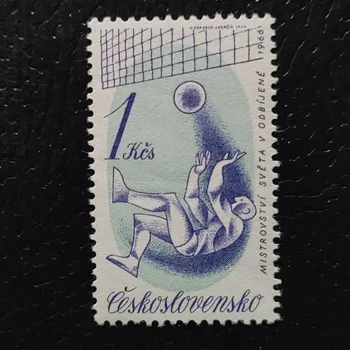 1 Kčs
MISTROVSTVÍ SVĚTA V ODBÍJENÉ 1966
Československo